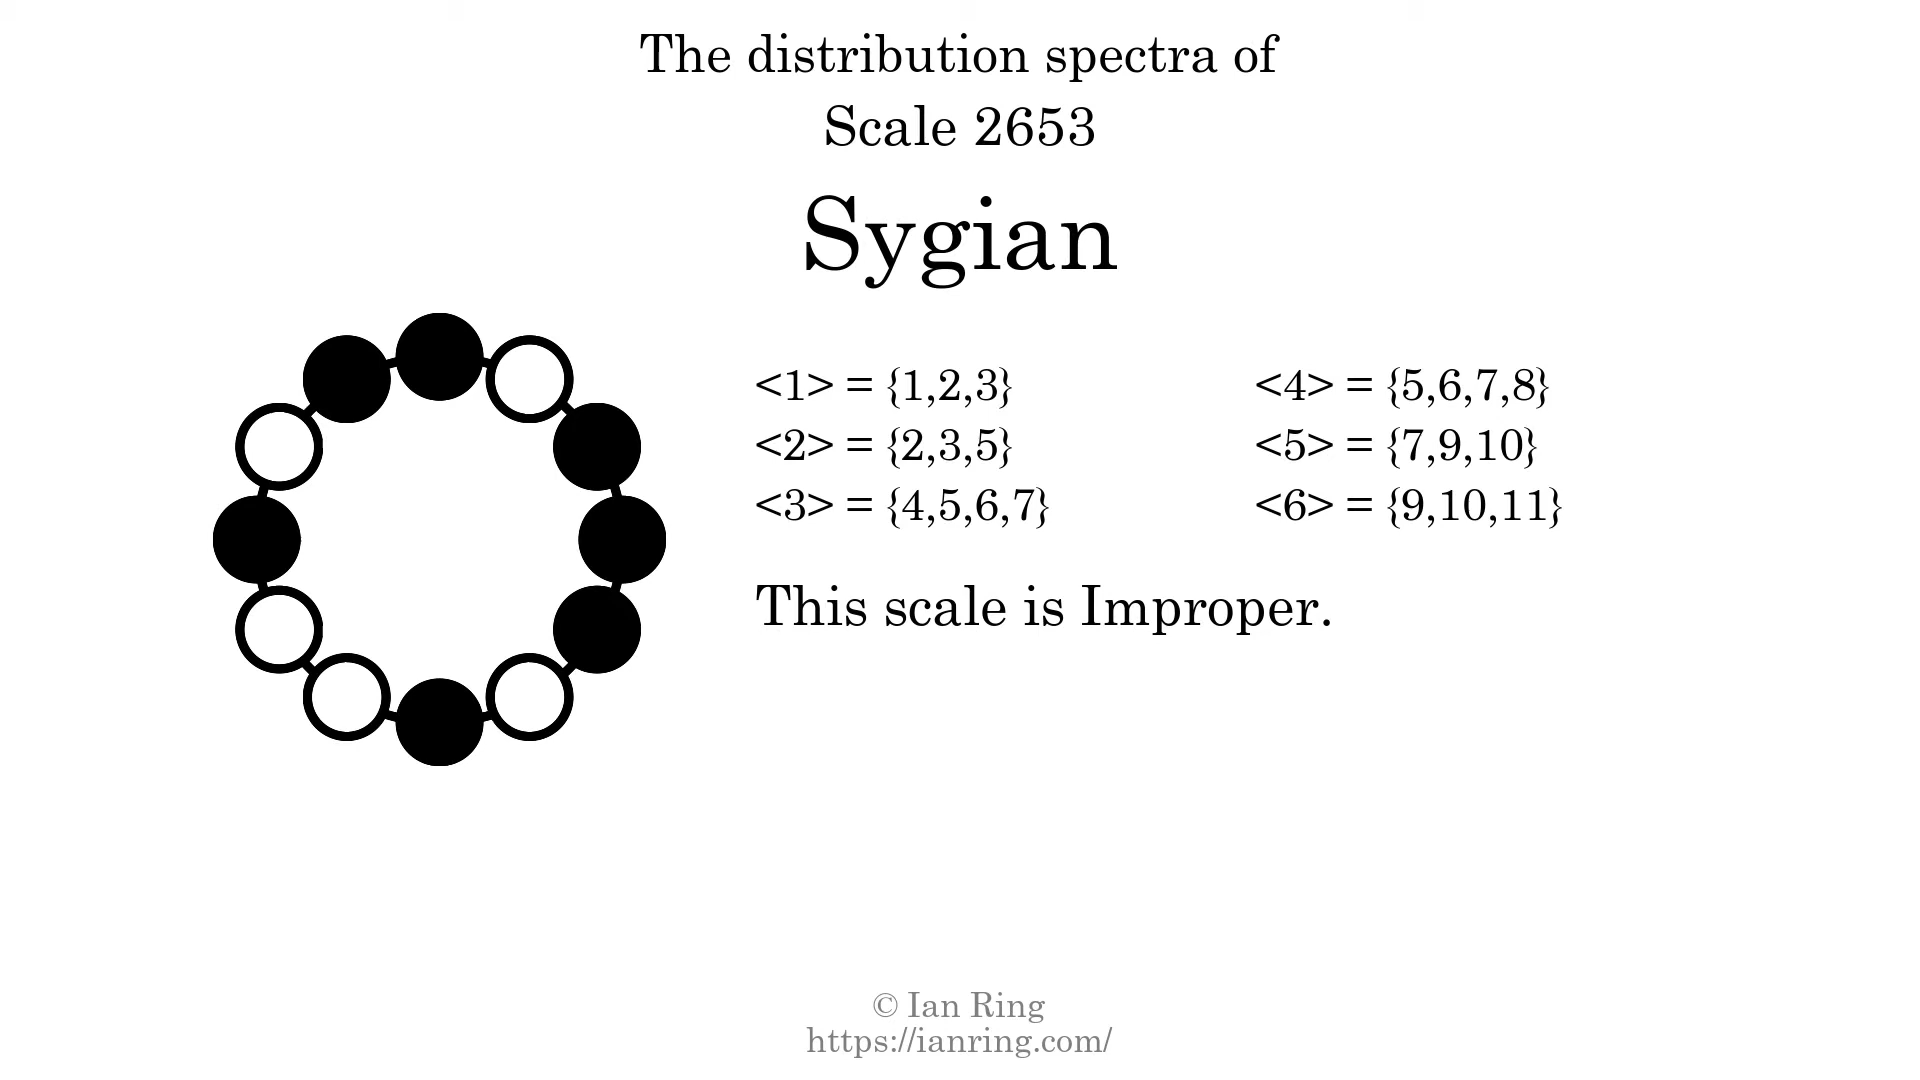 The distribution spectra of
Scale 2653
Sygian
<1> = {1,2,3}
<2> = {2,3,5}
<3> = {4,5,6,7}
<4> = {5,6,7,8}
<5> = {7,9,10}
<6> = {9,10,11}
This scale is Improper.
© Ian Ring
https://ianring.com/